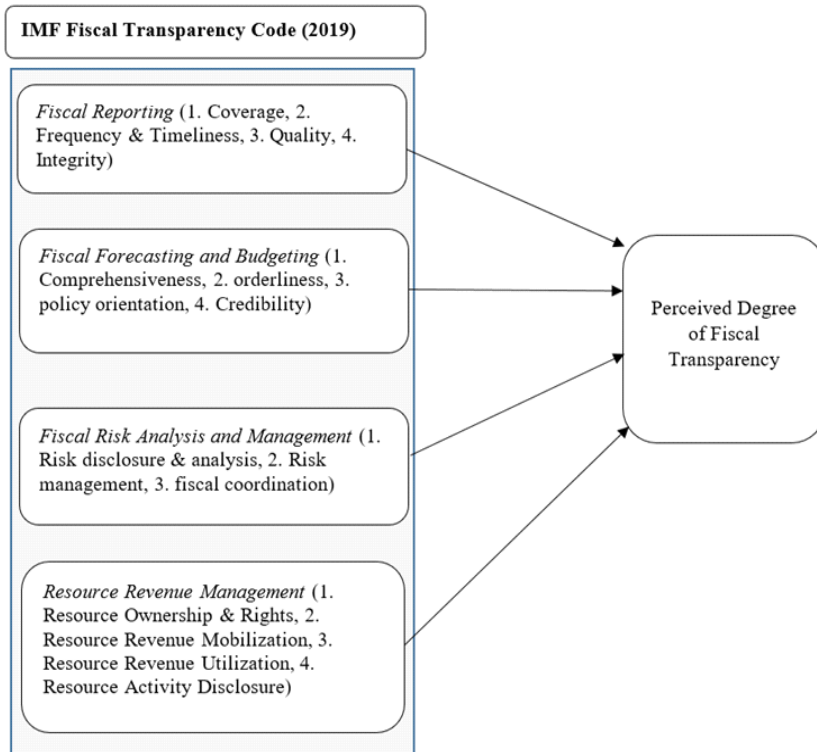 IMF Fiscal Transparency Code (2019)
Fiscal Reporting (1. Coverage, 2.
Frequency & Timeliness, 3. Quality, 4.
Integrity)
Fiscal Forecasting and Budgeting (1.
Comprehensiveness, 2. orderliness, 3.
policy orientation, 4. Credibility)
Fiscal Risk Analysis and Management (1.
Risk disclosure & analysis, 2. Risk
management, 3. fiscal coordination)
Resource Revenue Management (1.
Resource Ownership & Rights, 2.
Resource Revenue Mobilization, 3.
Resource Revenue Utilization, 4.
Resource Activity Disclosure)
Perceived Degree
of Fiscal
Transparency